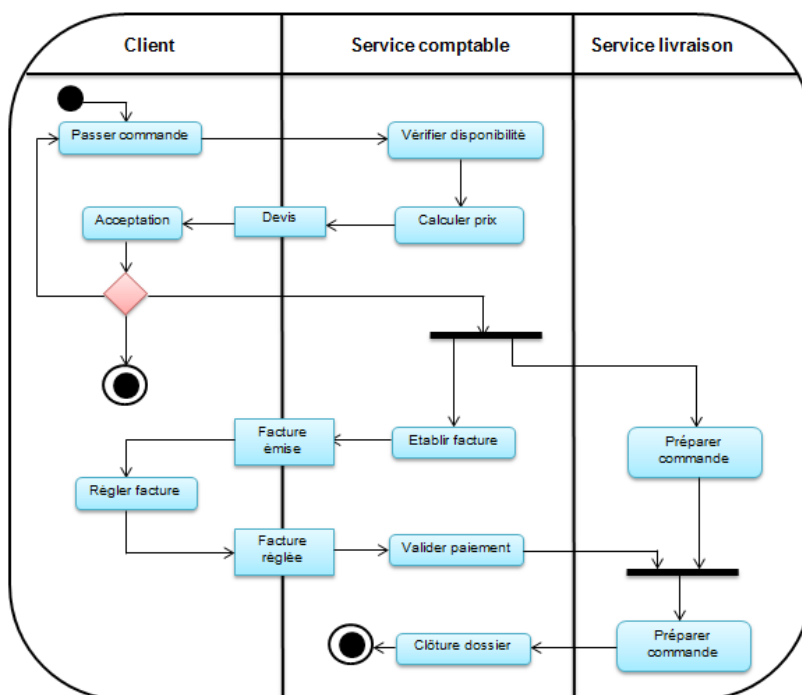 Client
Service comptable
Service livraison
Passer commande
Vérifier disponibilité
Acceptation
Devis
Calculer prix
Facture
émise
Etablir facture
Préparer
commande
Règler facture
Facture
réglée
Valider paiement
Clôture dossier
Préparer
commande